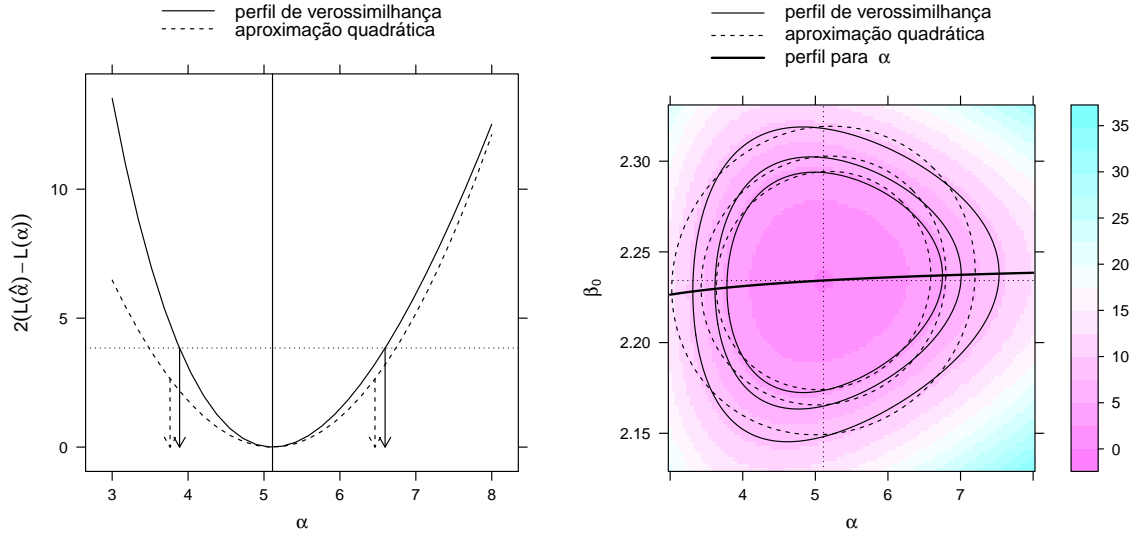 perfil de verossimilhança
aproximação quadrática
2(L(α̂) − L(α))
10
5
0
3 4 5 6 7 8
α
perfil de verossimilhança
aproximação quadrática
perfil para α
β0
2.30
2.25
2.20
2.15
4 5 6 7
α
35
30
25
20
15
10
5
0